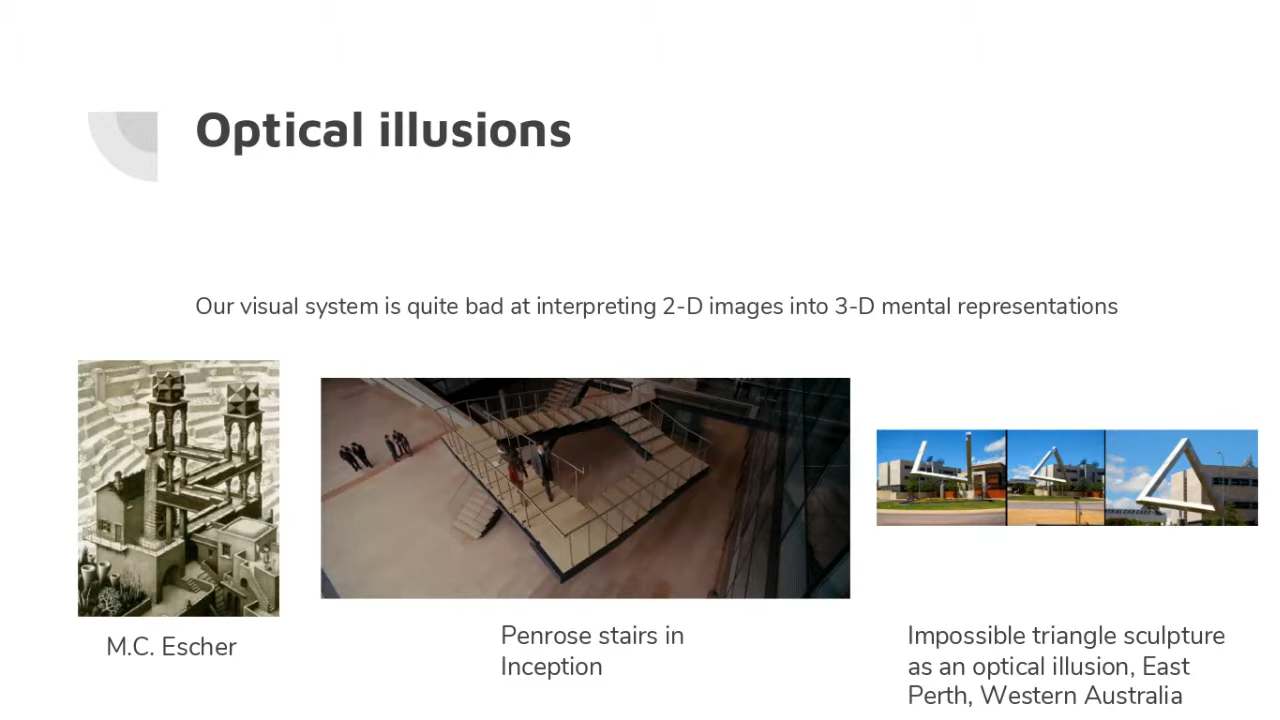 Optical illusions
Our visual system is quite bad at interpreting 2-D images into 3-D mental representations
M.C. Escher
Penrose stairs in
Inception
Impossible triangle sculpture
as an optical illusion, East
Perth, Western Australia